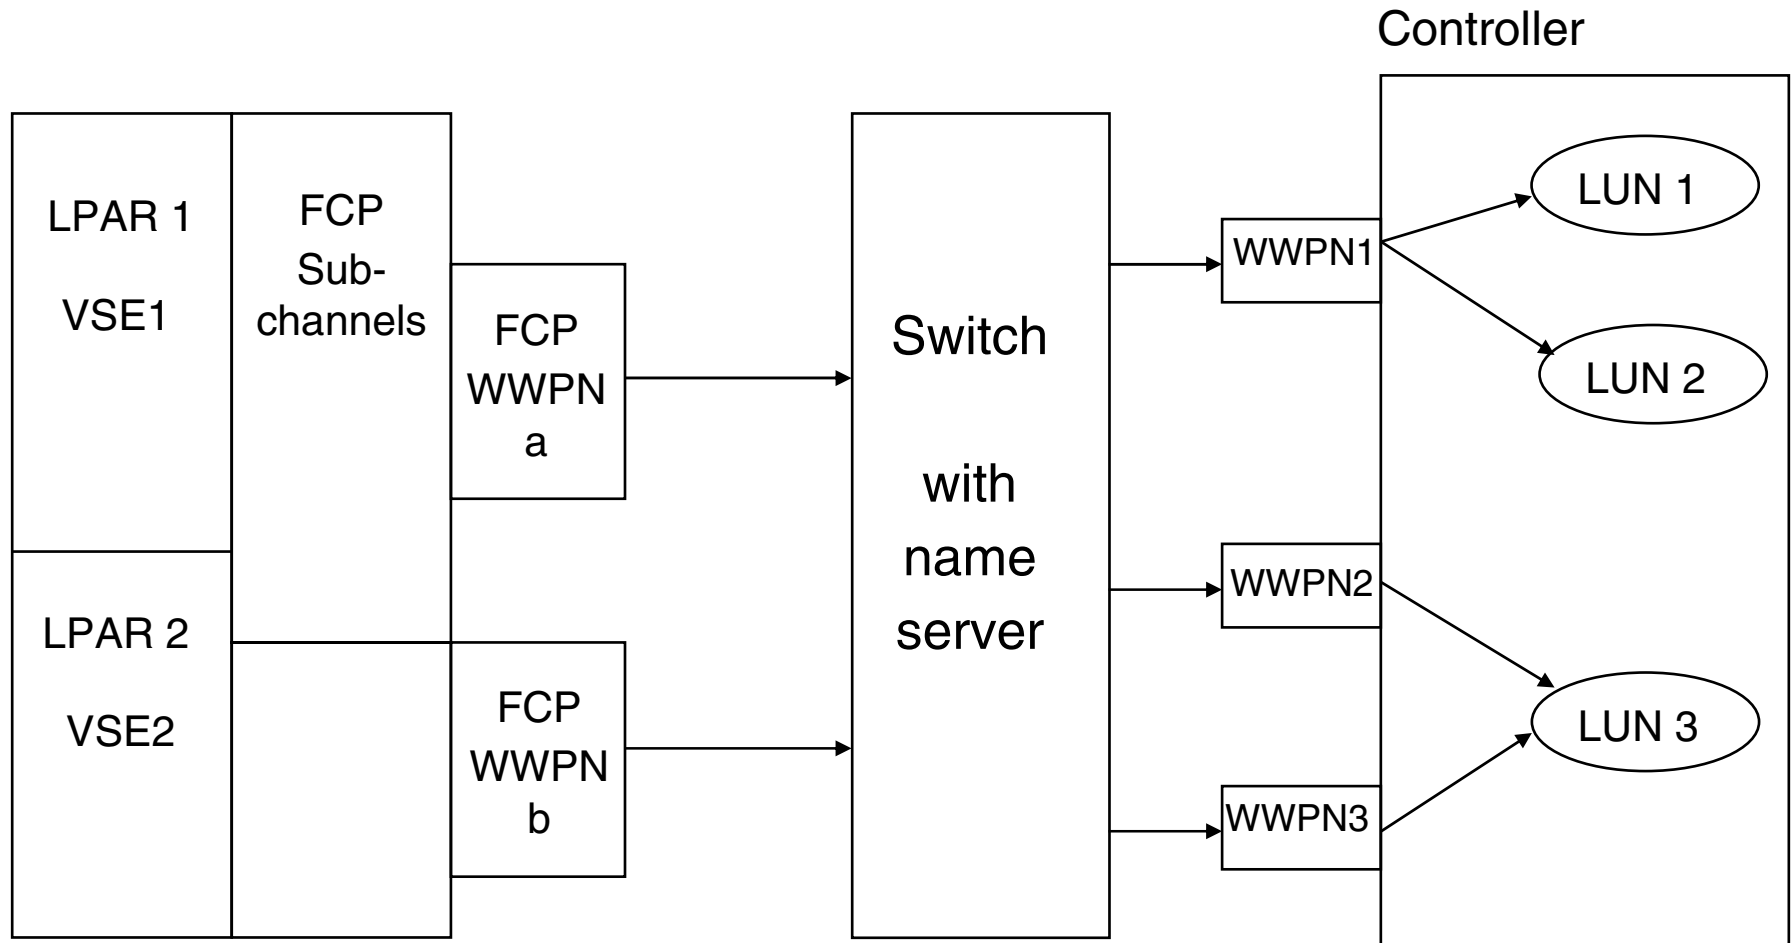 Controller
LPAR 1
VSE1
FCP
Sub-
channels
FCP
WWPN
a
LPAR 2
VSE2
FCP
WWPN
b
Switch
with
name
server
WWPN1
WWPN2
WWPN3
LUN 1
LUN 2
LUN 3